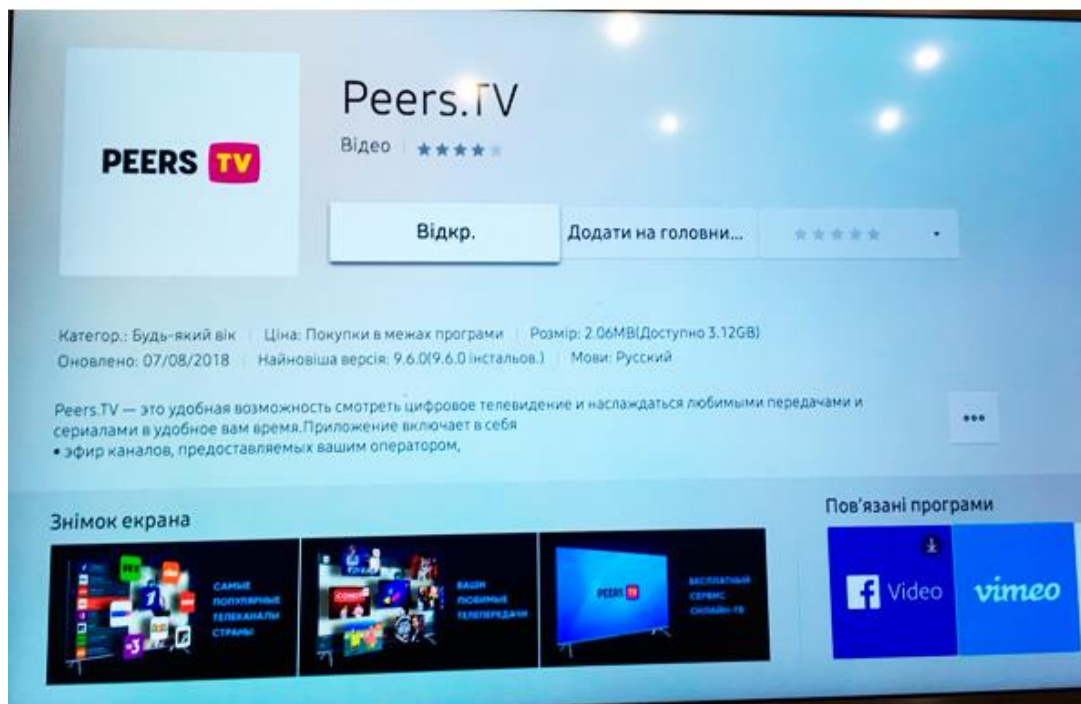 Peers.TV
Відео
PEERS TV
Відкр.
Додати на головни...
Категор.: Будь-який вік
Ціна: Покупки в межах програми
Розмір: 2.06MB(Доступно 3.12GB)
Оновлено: 07/08/2018
Найновіша версія: 9.6.0(9.6.0 інстальов.)
Мови: Русский
Peers.TV — это удобная возможность смотреть цифровое телевидение и наслаждаться любимыми передачами и
сериалами в удобное вам время.Приложение включает в себя
• эфир каналов, предоставляемых вашим оператором,
Знімок екрана
Пов'язані програми
САМЫЕ
ПОПУЛЯРНЫЕ
ТЕЛЕКАНАЛЫ
СТРАНЫ
ВАШИ
ЛЮБИМЫЕ
ТЕЛЕПЕРЕДАЧИ
PEERS TV
БЕСПЛАТНЫЙ
СЕРВИС
ОНЛАЙН-ТВ
Video
vimeo